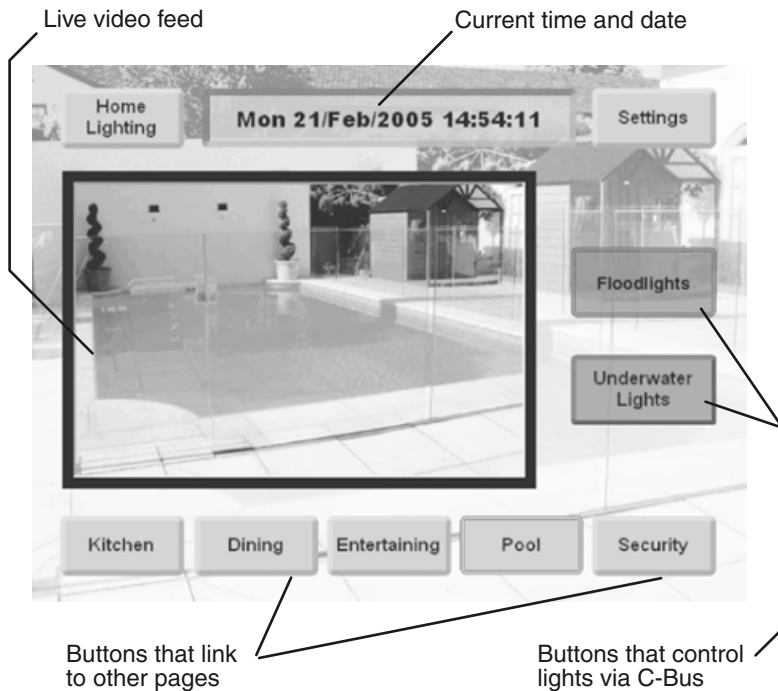 Live video feed
Current time and date
Home
Lighting
Mon 21/Feb/2005 14:54:11
Settings
Floodlights
Underwater
Lights
Kitchen
Dining
Entertaining
Pool
Security
Buttons that link
to other pages
Buttons that control
lights via C-Bus